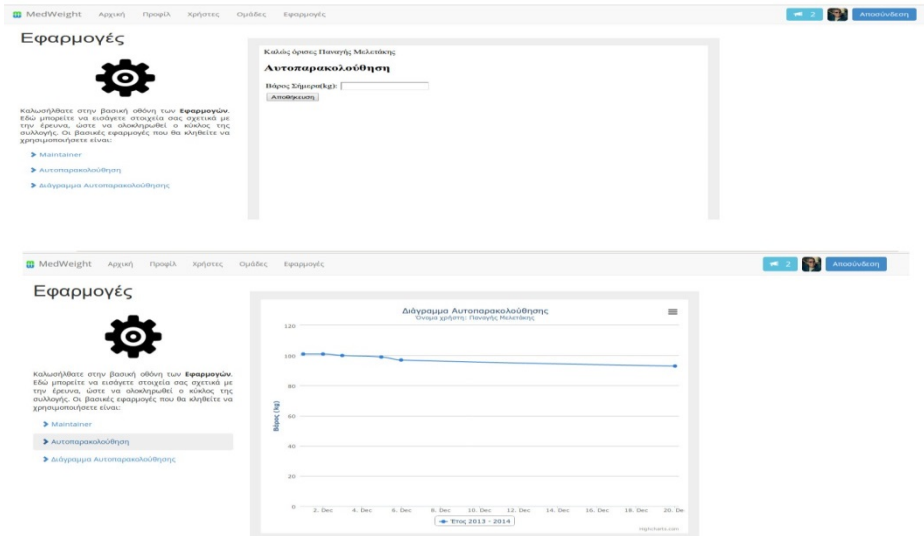 MedWeight Αρχική Προφίλ Χρήστες Ομάδες Εφαρμογές 2 Αποσύνδεση
Εφαρμογές
Καλωσήλθατε στην βασική οθόνη των Εφαρμογών.
Εδώ μπορείτε να εισάγετε στοιχεία σας σχετικά με
την έρευνα, ώστε να ολοκληρωθεί ο κύκλος της
συλλογής. Οι βασικές εφαρμογές που θα κληθείτε να
χρησιμοποιήσετε είναι:
Maintainer
Αυτοπαρακολούθηση
Διάγραμμα Αυτοπαρακολούθησης
Καλώς όρισες Παναγής Μελετάκης
Αυτοπαρακολούθηση
Βάρος Σήμερα(kg):
Αποθήκευση
MedWeight Αρχική Προφίλ Χρήστες Ομάδες Εφαρμογές 2 Αποσύνδεση
Εφαρμογές
Καλωσήλθατε στην βασική οθόνη των Εφαρμογών.
Εδώ μπορείτε να εισάγετε στοιχεία σας σχετικά με
την έρευνα, ώστε να ολοκληρωθεί ο κύκλος της
συλλογής. Οι βασικές εφαρμογές που θα κληθείτε να
χρησιμοποιήσετε είναι:
Maintainer
Αυτοπαρακολούθηση
Διάγραμμα Αυτοπαρακολούθησης
Διάγραμμα Αυτοπαρακολούθησης
Όνομα χρήστη: Παναγής Μελετάκης
120
100
80
60
40
20
0
Βάρος (kg)
2. Dec 4. Dec 6. Dec 8. Dec 10. Dec 12. Dec 14. Dec 16. Dec 18. Dec 20. De
Έτος 2013 - 2014
Highcharts.com